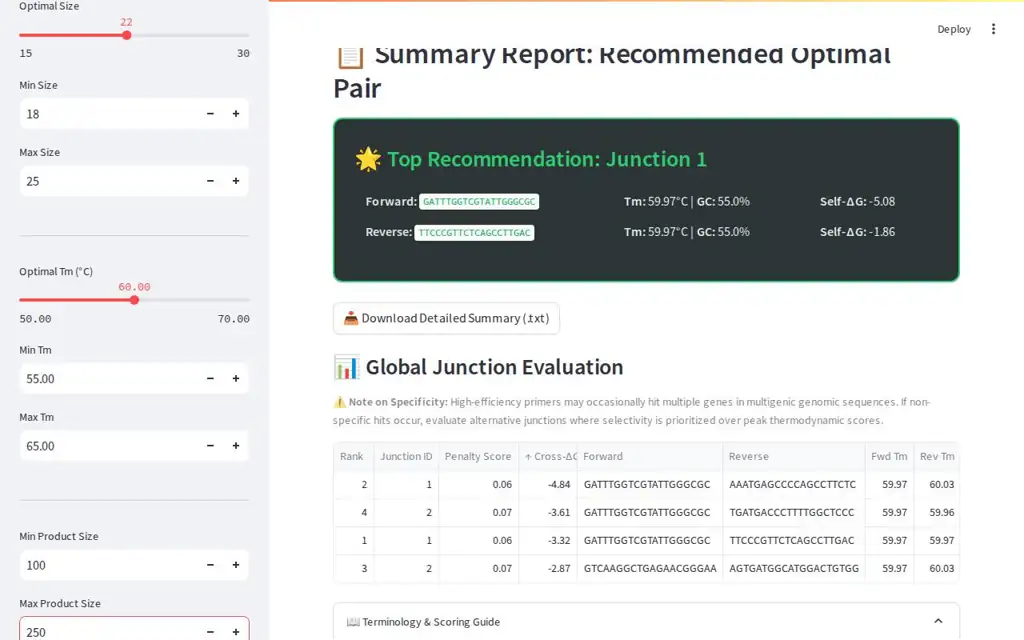 Optimal Size
22
15 30
Min Size
18 − +
Max Size
25 − +
Optimal Tm (°C)
60.00
50.00 70.00
Min Tm
55.00 − +
Max Tm
65.00 − +
Min Product Size
100 − +
Max Product Size
250 − +
Deploy
Summary Report: Recommended Optimal
Pair
Top Recommendation: Junction 1
Forward: GATTTGGTCGTATTGGGCGC Tm: 59.97°C | GC: 55.0% Self-ΔG: -5.08
Reverse: TTCCCGTTCTCAGCCTTGAC Tm: 59.97°C | GC: 55.0% Self-ΔG: -1.86
Download Detailed Summary (.txt)
Global Junction Evaluation
Note on Specificity: High-efficiency primers may occasionally hit multiple genes in multigenic genomic sequences. If non-
specific hits occur, evaluate alternative junctions where selectivity is prioritized over peak thermodynamic scores.
Rank Junction ID Penalty Score ↑ Cross-ΔG Forward Reverse Fwd Tm Rev Tm
2 1 0.06 -4.84 GATTTGGTCGTATTGGGCGC AAATGAGCCCCAGCCTTCTC 59.97 60.03
4 2 0.07 -3.61 GATTTGGTCGTATTGGGCGC TGATGACCCTTTTGGCTCCC 59.97 59.96
1 1 0.06 -3.32 GATTTGGTCGTATTGGGCGC TTCCCGTTCTCAGCCTTGAC 59.97 59.97
3 2 0.07 -2.87 GTCAAGGCTGAGAACGGGAA AGTGATGGCATGGACTGTGG 59.97 60.03
Terminology & Scoring Guide